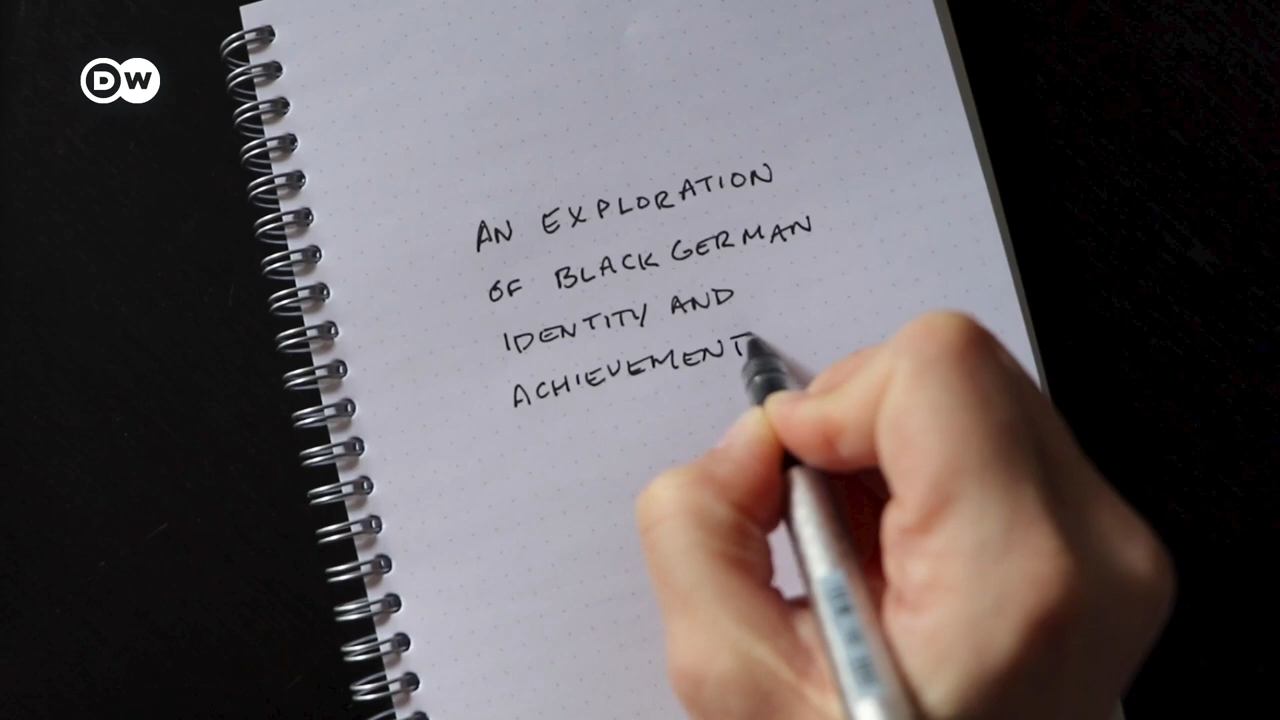 DW
AN EXPLORATION
OF BLACK GERMAN
IDENTITY AND
ACHIEVEMENT